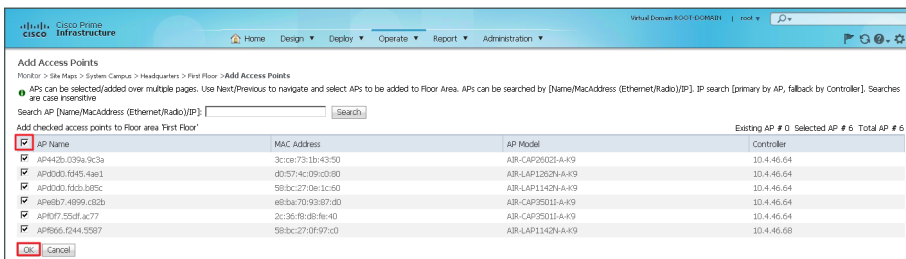 Virtual Domain ROOT-DOMAIN | root
Cisco Prime
CISCO Infrastructure
Home Design Deploy Operate Report Administration
Add Access Points
Monitor > Site Maps > System Campus > Headquarters > First Floor > Add Access Points
APs can be selected/added over multiple pages. Use Next/Previous to navigate and select APs to be added to Floor Area. APs can be searched by [Name/MacAddress (Ethernet/Radio)/IP]. IP search [primary by AP, fallback by Controller]. Searches
are case insensitive
Search AP [Name/MacAddress (Ethernet/Radio)/IP]: Search
Add checked access points to Floor area 'First Floor' Existing AP # 0 Selected AP # 6 Total AP # 6
AP Name MAC Address AP Model Controller
AP442b.039a.9c3a 3c:ce:73:1b:43:50 AIR-CAP2602I-A-K9 10.4.46.64
APd0d0.fd45.4ae1 d0:57:4c:09:c0:80 AIR-LAP1262N-A-K9 10.4.46.64
APd0d0.fdcb.b85c 58:bc:27:0e:1c:60 AIR-LAP1142N-A-K9 10.4.46.64
APe8b7.4899.c82b e8:ba:70:93:87:d0 AIR-CAP3501I-A-K9 10.4.46.64
APf0f7.55df.ac77 2c:36:f8:d8:fe:40 AIR-CAP3501I-A-K9 10.4.46.64
APf866.f244.5587 58:bc:27:0f:97:c0 AIR-LAP1142N-A-K9 10.4.46.68
OK Cancel